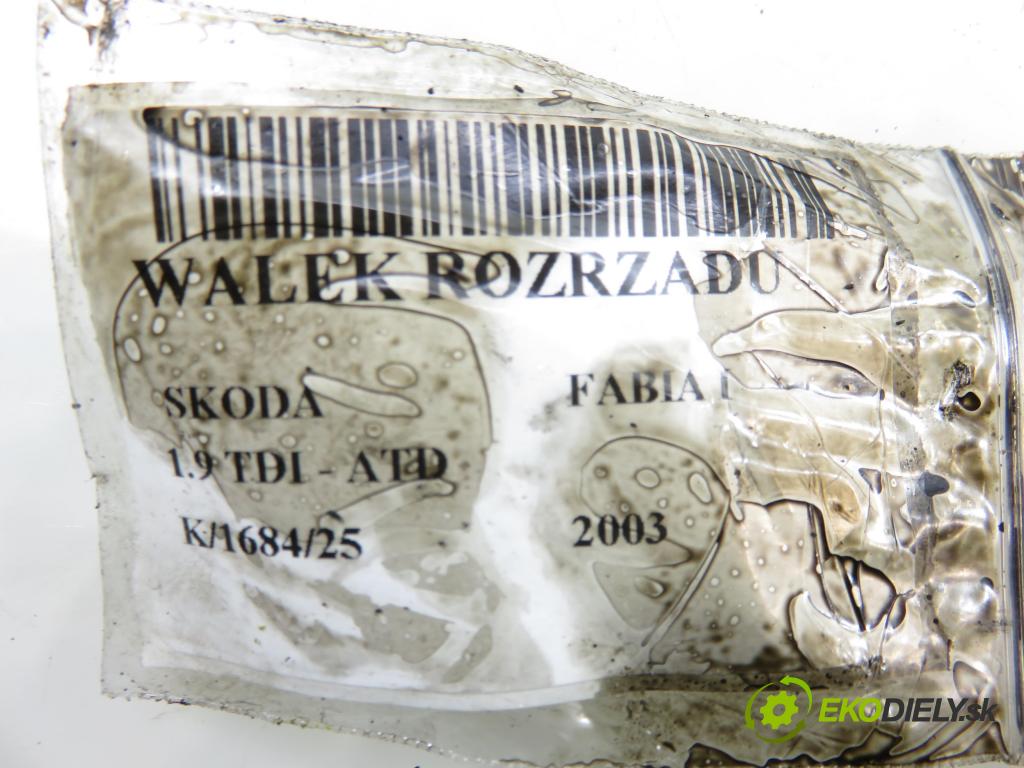 WALEK ROZRZADU
SKODA FABIA I
1.9 TDI - ATD
K/1684/25 2003
EKODIELY.sk